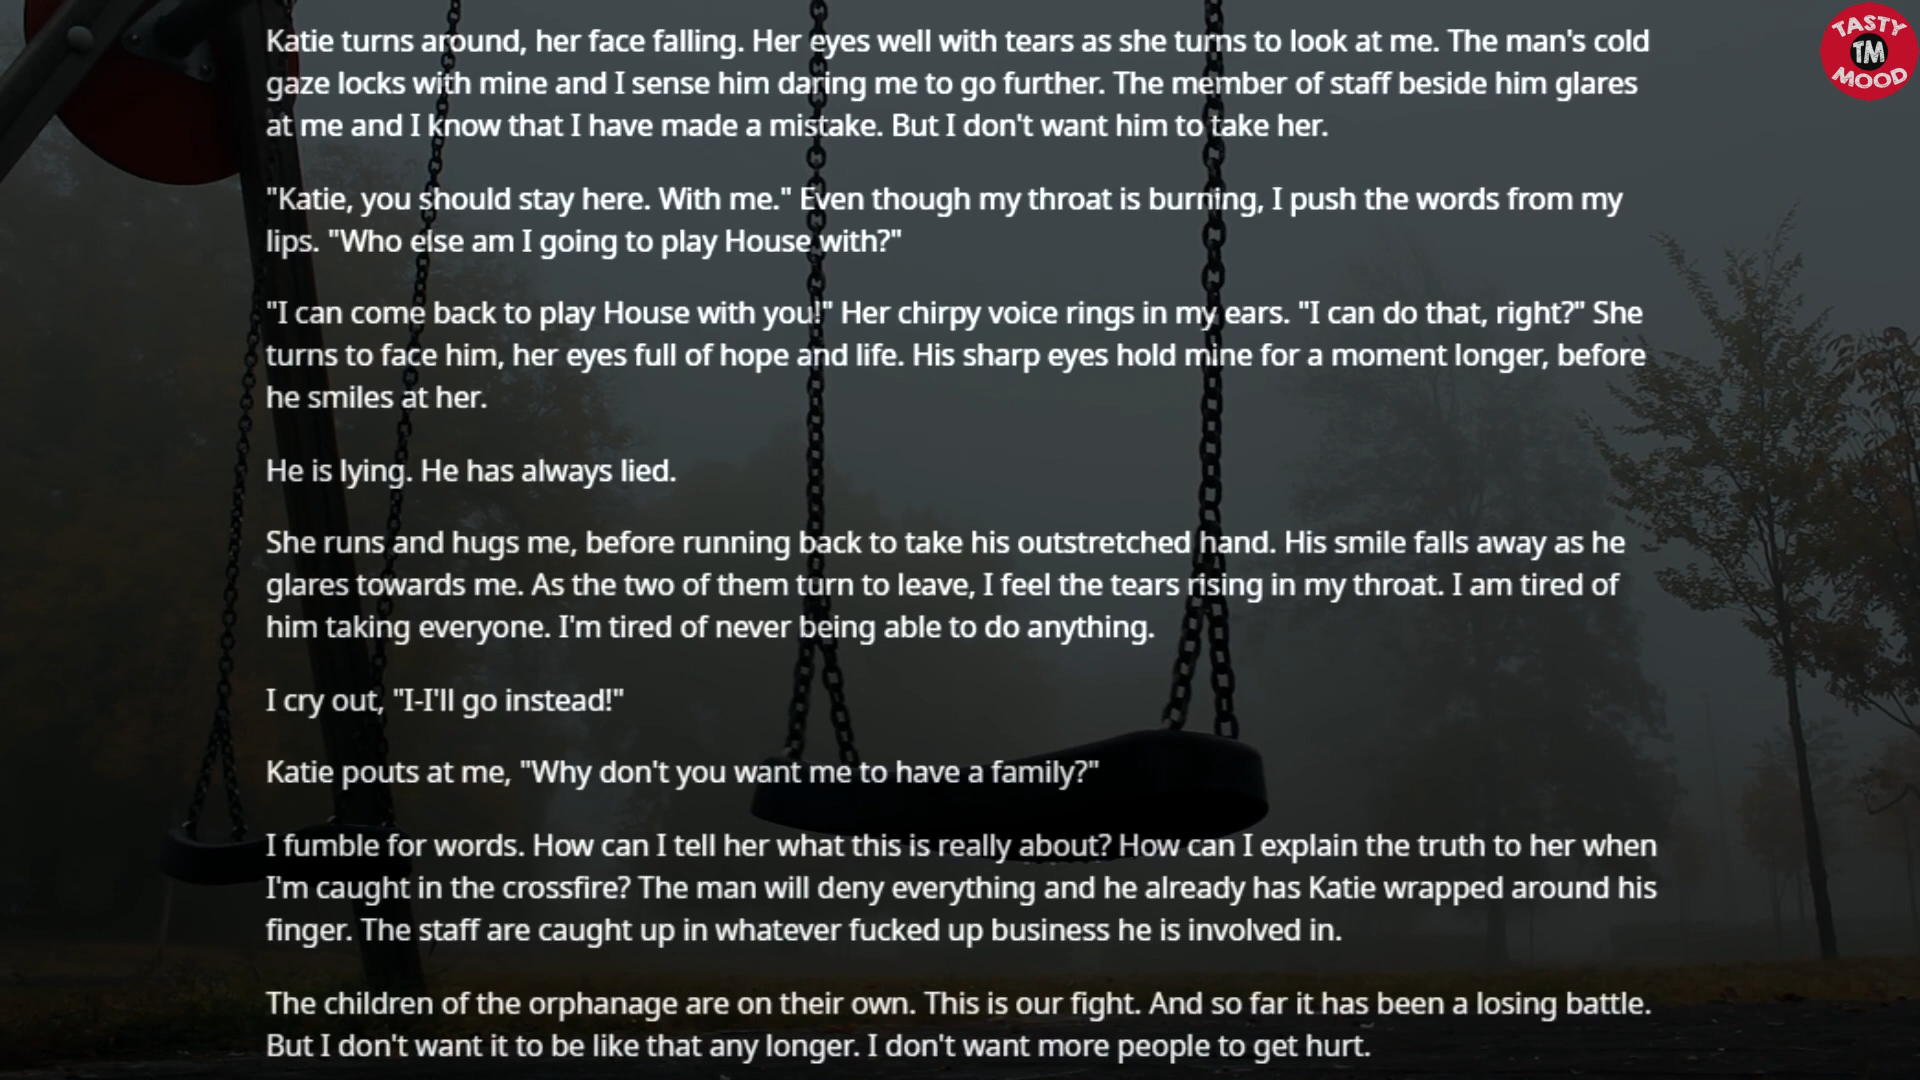 Katie turns around, her face falling. Her eyes well with tears as she turns to look at me. The man's cold
gaze locks with mine and I sense him daring me to go further. The member of staff beside him glares
at me and I know that I have made a mistake. But I don't want him to take her.
"Katie, you should stay here. With me." Even though my throat is burning, I push the words from my
lips. "Who else am I going to play House with?"
"I can come back to play House with you!" Her chirpy voice rings in my ears. "I can do that, right?" She
turns to face him, her eyes full of hope and life. His sharp eyes hold mine for a moment longer, before
he smiles at her.
He is lying. He has always lied.
She runs and hugs me, before running back to take his outstretched hand. His smile falls away as he
glares towards me. As the two of them turn to leave, I feel the tears rising in my throat. I am tired of
him taking everyone. I'm tired of never being able to do anything.
I cry out, "I-I'll go instead!"
Katie pouts at me, "Why don't you want me to have a family?"
I fumble for words. How can I tell her what this is really about? How can I explain the truth to her when
I'm caught in the crossfire? The man will deny everything and he already has Katie wrapped around his
finger. The staff are caught up in whatever fucked up business he is involved in.
The children of the orphanage are on their own. This is our fight. And so far it has been a losing battle.
But I don't want it to be like that any longer. I don't want more people to get hurt.
TASTY
TM
MOOD